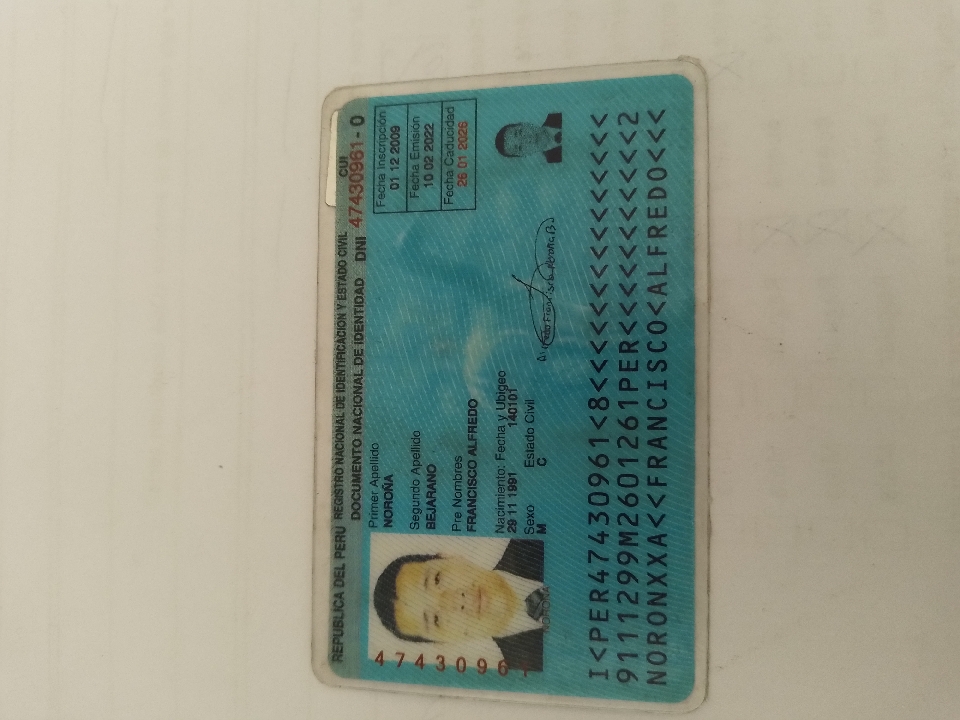 REPUBLICA DEL PERU REGISTRO NACIONAL DE IDENTIFICACION Y ESTADO CIVIL
CUI
DOCUMENTO NACIONAL DE IDENTIDAD DNI 47430961 - 0
Primer Apellido
NOROÑA
Segundo Apellido
BEJARANO
Pre Nombres
FRANCISCO ALFREDO
Nacimiento: Fecha y Ubigeo
29 11 1991 140101
Sexo Estado Civil
M C
Fecha Inscripción
01 12 2009
Fecha Emisión
10 02 2022
Fecha Caducidad
26 01 2026
47430961
NOROÑA
I<PER47430961<8<<<<<<<<<<<<<<<
9111299M2601261PER<<<<<<<<<<<2
NORONXXA<<FRANCISCO<ALFREDO<<<